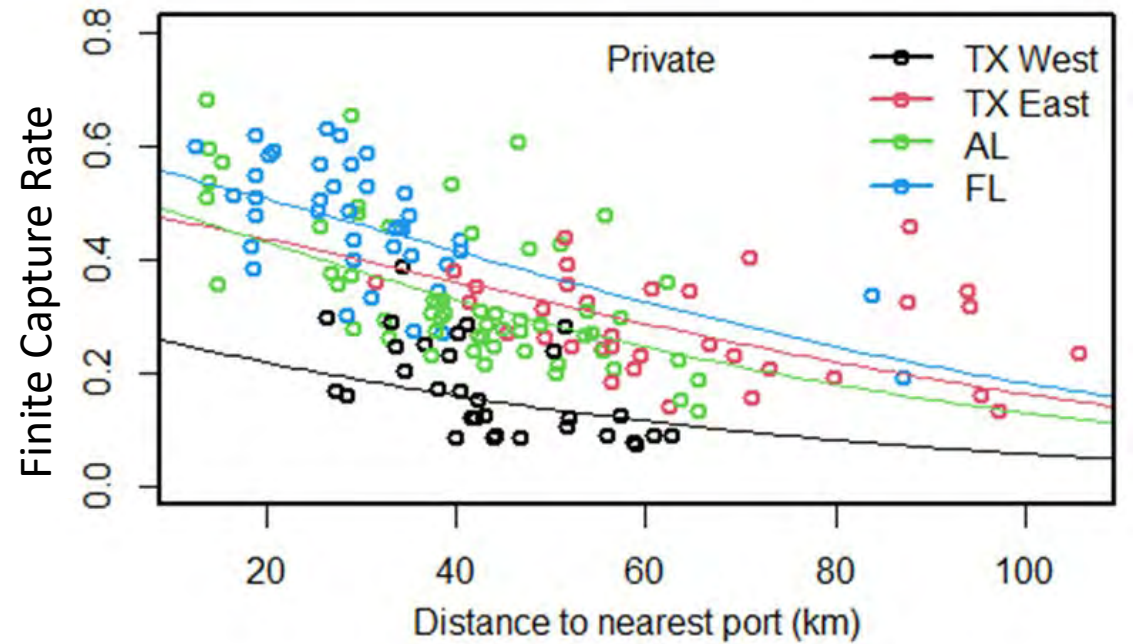 Finite Capture Rate
0.8
0.6
0.4
0.2
0.0
Private
TX West
TX East
AL
FL
20 40 60 80 100
Distance to nearest port (km)